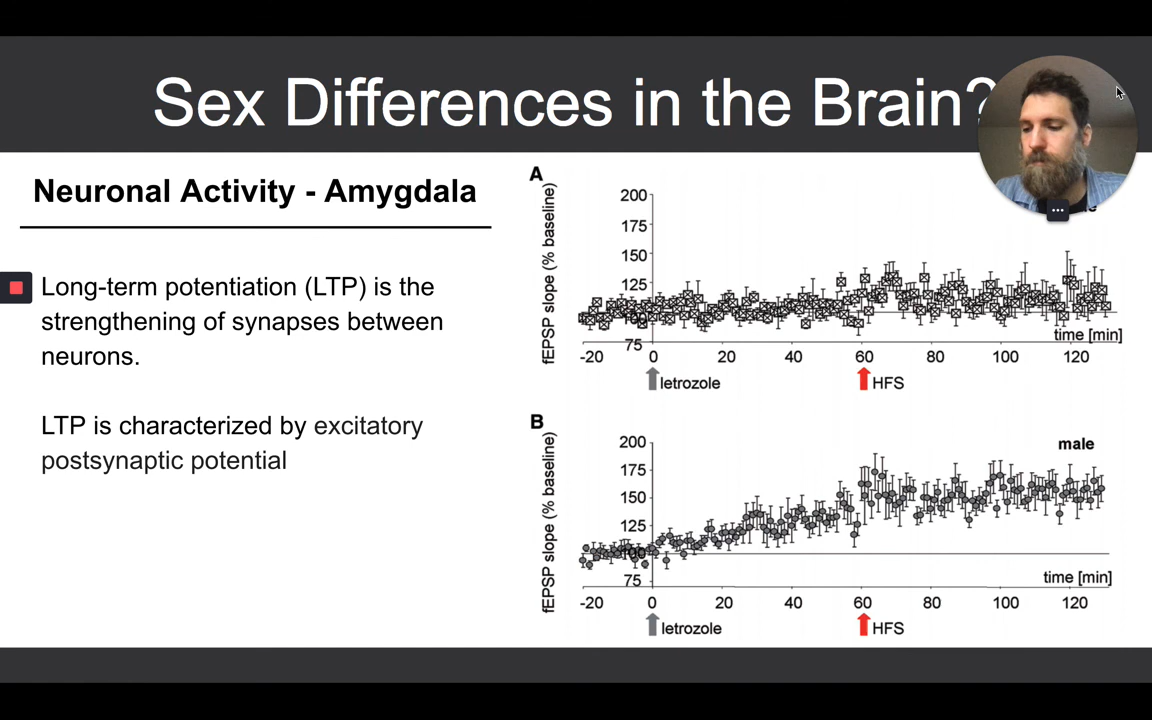 Sex Differences in the Brain?
Neuronal Activity - Amygdala
Long-term potentiation (LTP) is the
strengthening of synapses between
neurons.
LTP is characterized by excitatory
postsynaptic potential
A
fEPSP slope (% baseline)
200
175
150
125
100
75
time [min]
-20 0 20 40 60 80 100 120
letrozole HFS
B
male
fEPSP slope (% baseline)
200
175
150
125
100
75
time [min]
-20 0 20 40 60 80 100 120
letrozole HFS